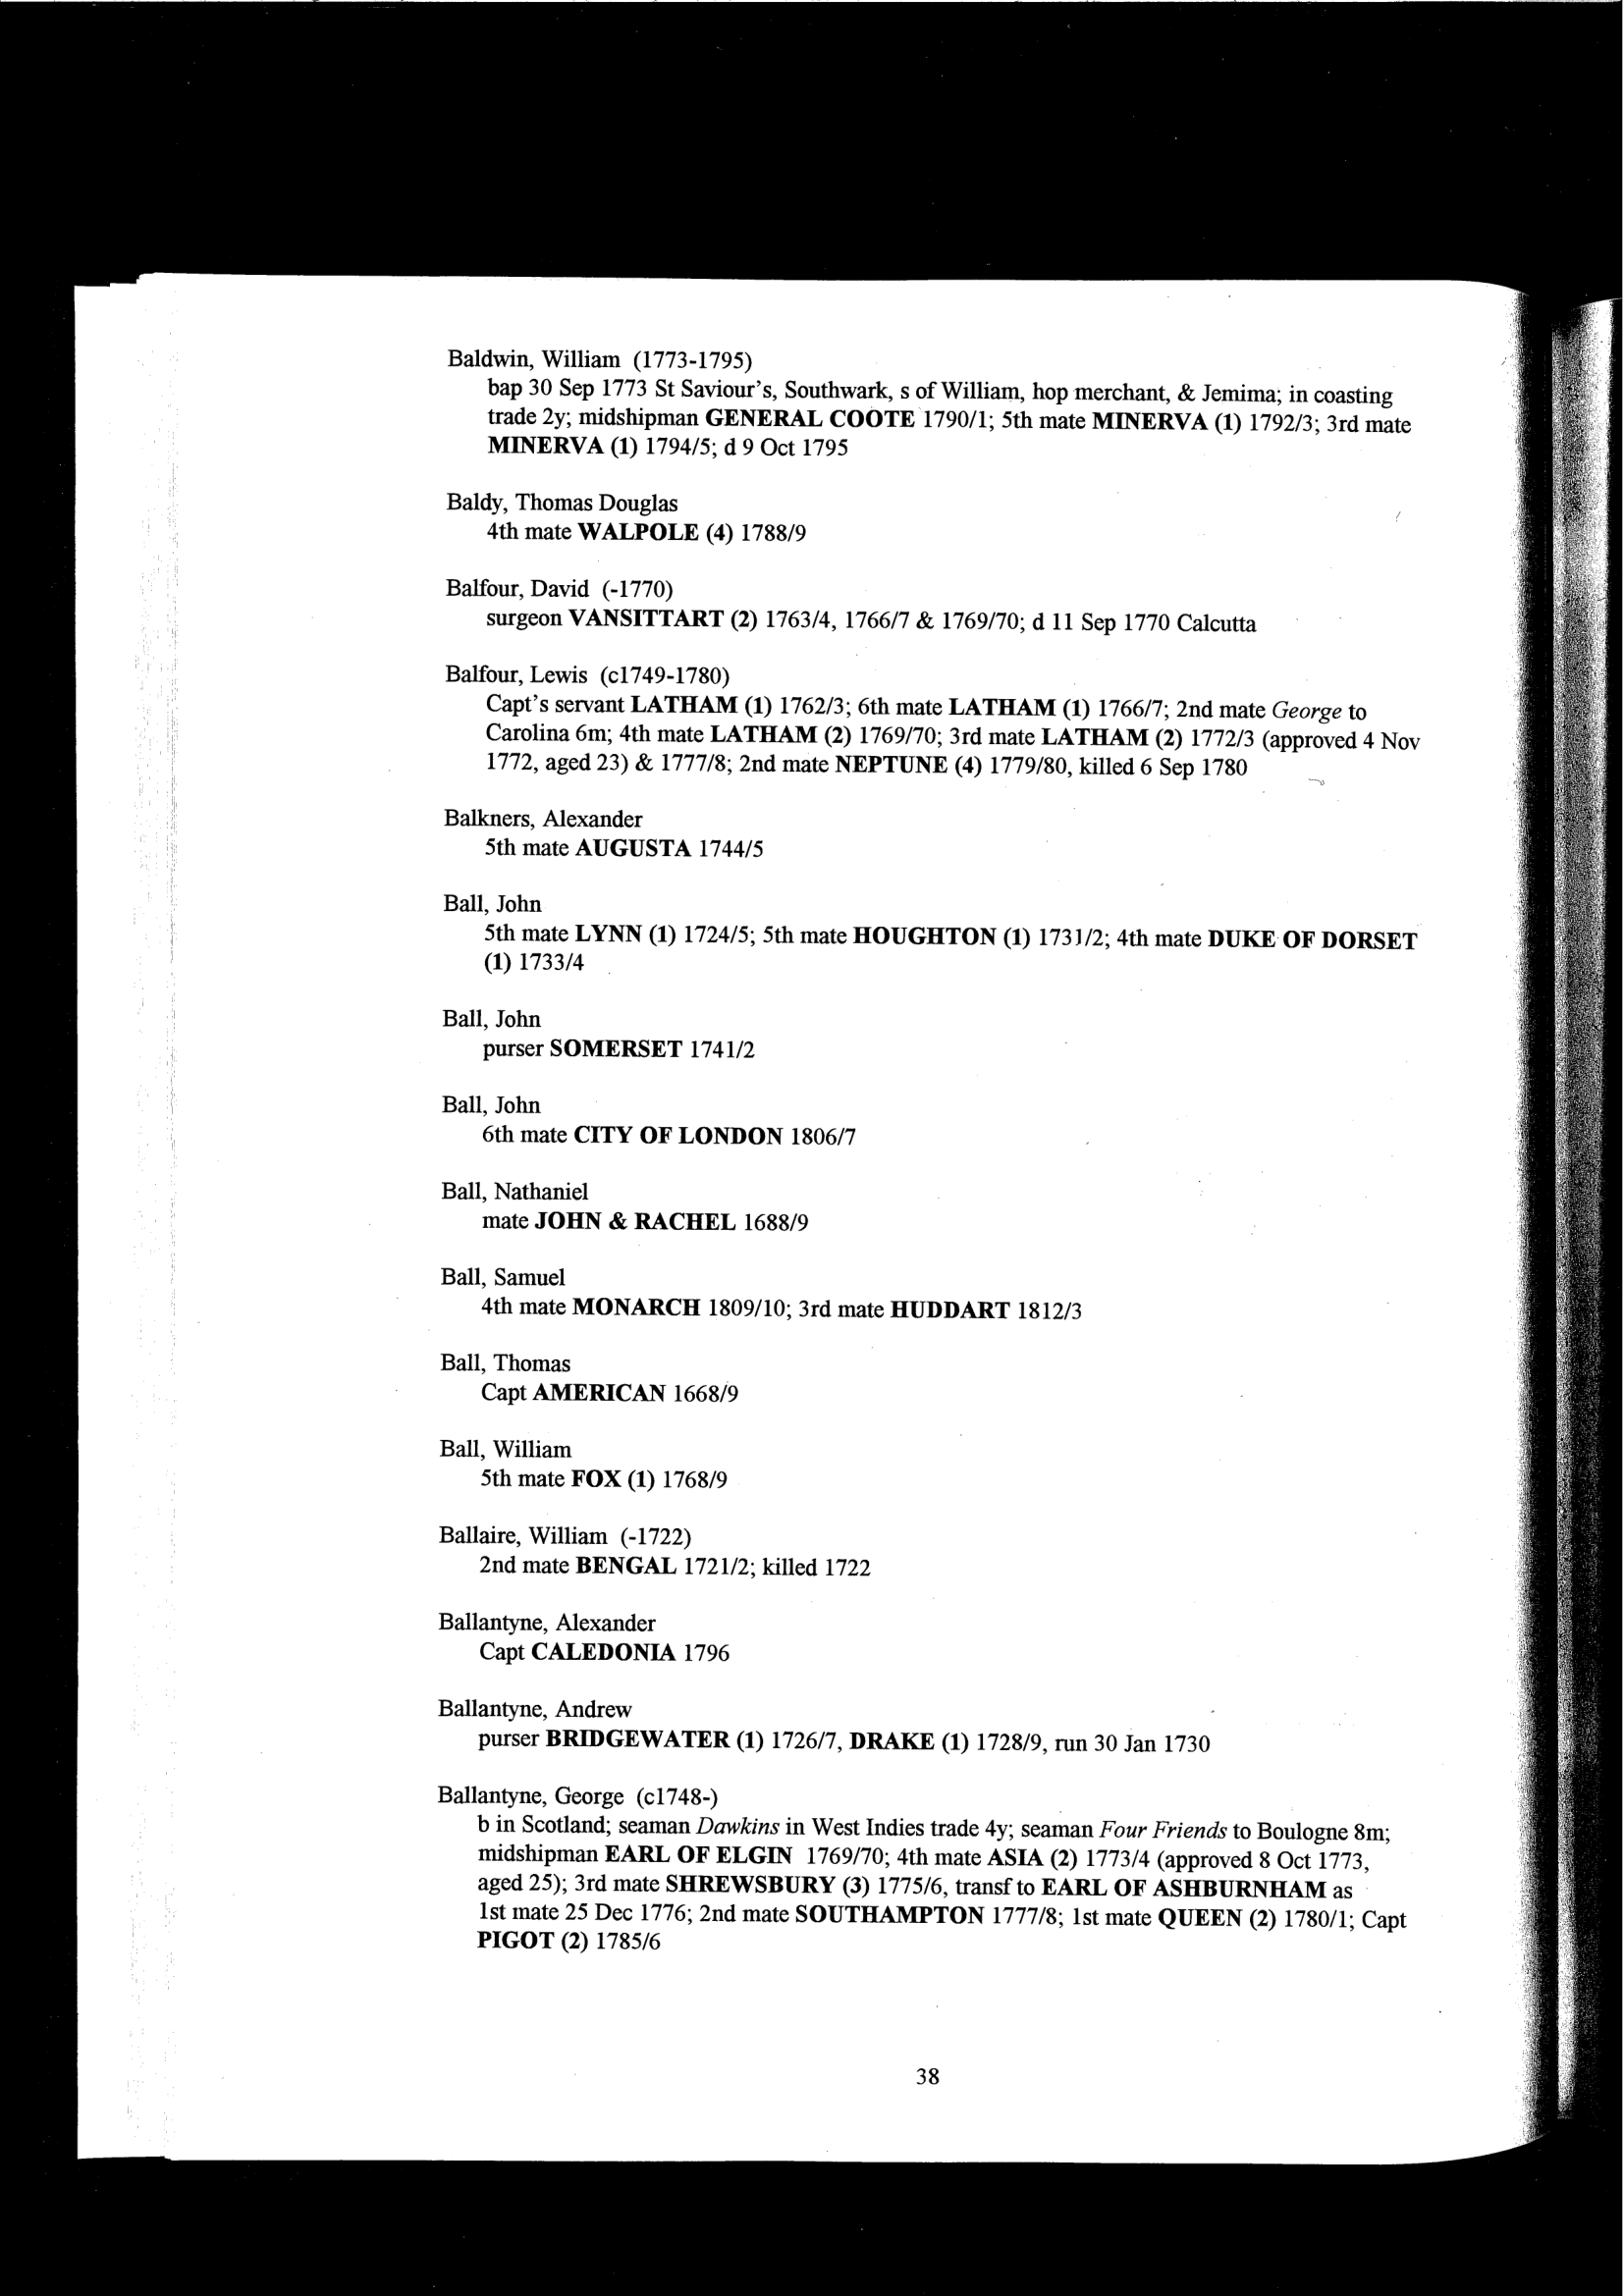 Baldwin, William (1773-1795)
bap 30 Sep 1773 St Saviour's, Southwark, s of William, hop merchant, & Jemima; in coasting
trade 2y; midshipman GENERAL COOTE 1790/1; 5th mate MINERVA (1) 1792/3; 3rd mate
MINERVA (1) 1794/5; d 9 Oct 1795
Baldy, Thomas Douglas
4th mate WALPOLE (4) 1788/9
Balfour, David (-1770)
surgeon VANSITTART (2) 1763/4, 1766/7 & 1769/70; d 11 Sep 1770 Calcutta
Balfour, Lewis (c1749-1780)
Capt's servant LATHAM (1) 1762/3; 6th mate LATHAM (1) 1766/7; 2nd mate George to
Carolina 6m; 4th mate LATHAM (2) 1769/70; 3rd mate LATHAM (2) 1772/3 (approved 4 Nov
1772, aged 23) & 1777/8; 2nd mate NEPTUNE (4) 1779/80, killed 6 Sep 1780
Balkners, Alexander
5th mate AUGUSTA 1744/5
Ball, John
5th mate LYNN (1) 1724/5; 5th mate HOUGHTON (1) 1731/2; 4th mate DUKE OF DORSET
(1) 1733/4
Ball, John
purser SOMERSET 1741/2
Ball, John
6th mate CITY OF LONDON 1806/7
Ball, Nathaniel
mate JOHN & RACHEL 1688/9
Ball, Samuel
4th mate MONARCH 1809/10; 3rd mate HUDDART 1812/3
Ball, Thomas
Capt AMERICAN 1668/9
Ball, William
5th mate FOX (1) 1768/9
Ballaire, William (-1722)
2nd mate BENGAL 1721/2; killed 1722
Ballantyne, Alexander
Capt CALEDONIA 1796
Ballantyne, Andrew
purser BRIDGEWATER (1) 1726/7, DRAKE (1) 1728/9, run 30 Jan 1730
Ballantyne, George (c1748-)
b in Scotland; seaman Dawkins in West Indies trade 4y; seaman Four Friends to Boulogne 8m;
midshipman EARL OF ELGIN 1769/70; 4th mate ASIA (2) 1773/4 (approved 8 Oct 1773,
aged 25); 3rd mate SHREWSBURY (3) 1775/6, transf to EARL OF ASHBURNHAM as
1st mate 25 Dec 1776; 2nd mate SOUTHAMPTON 1777/8; 1st mate QUEEN (2) 1780/1; Capt
PIGOT (2) 1785/6
38